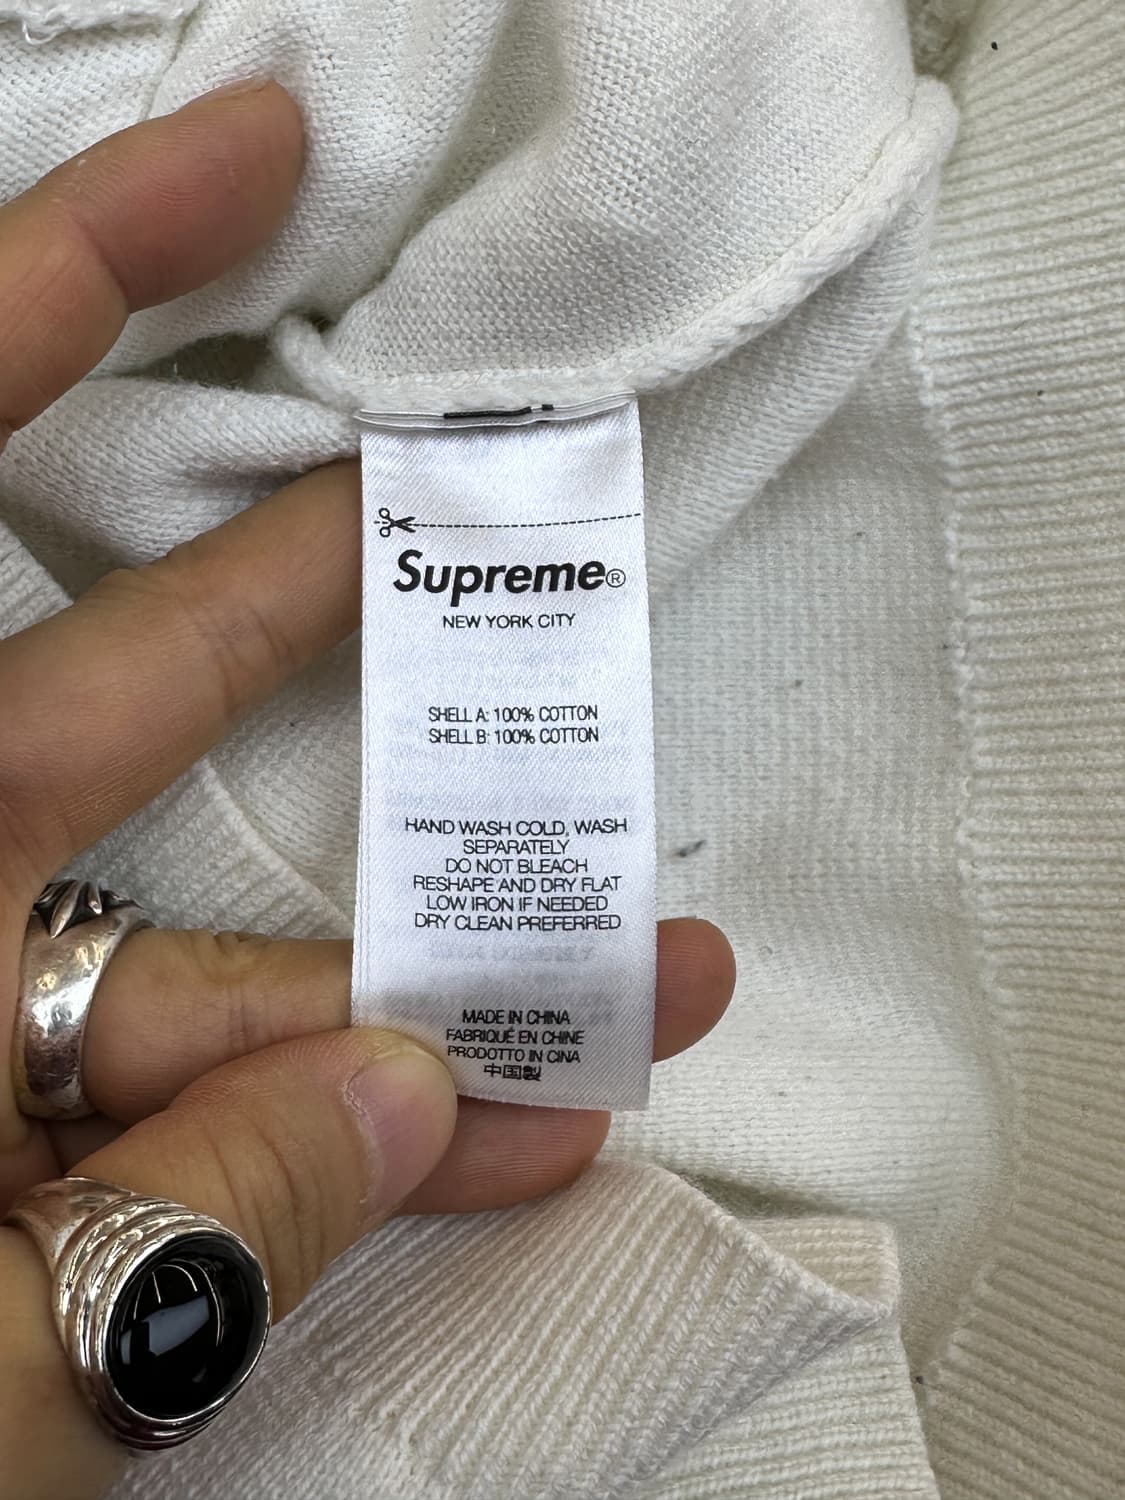 Supreme®
NEW YORK CITY
SHELL A: 100% COTTON
SHELL B: 100% COTTON
HAND WASH COLD, WASH
SEPARATELY
DO NOT BLEACH
RESHAPE AND DRY FLAT
LOW IRON IF NEEDED
DRY CLEAN PREFERRED
MADE IN CHINA
FABRIQUÉ EN CHINE
PRODOTTO IN CINA
中国製